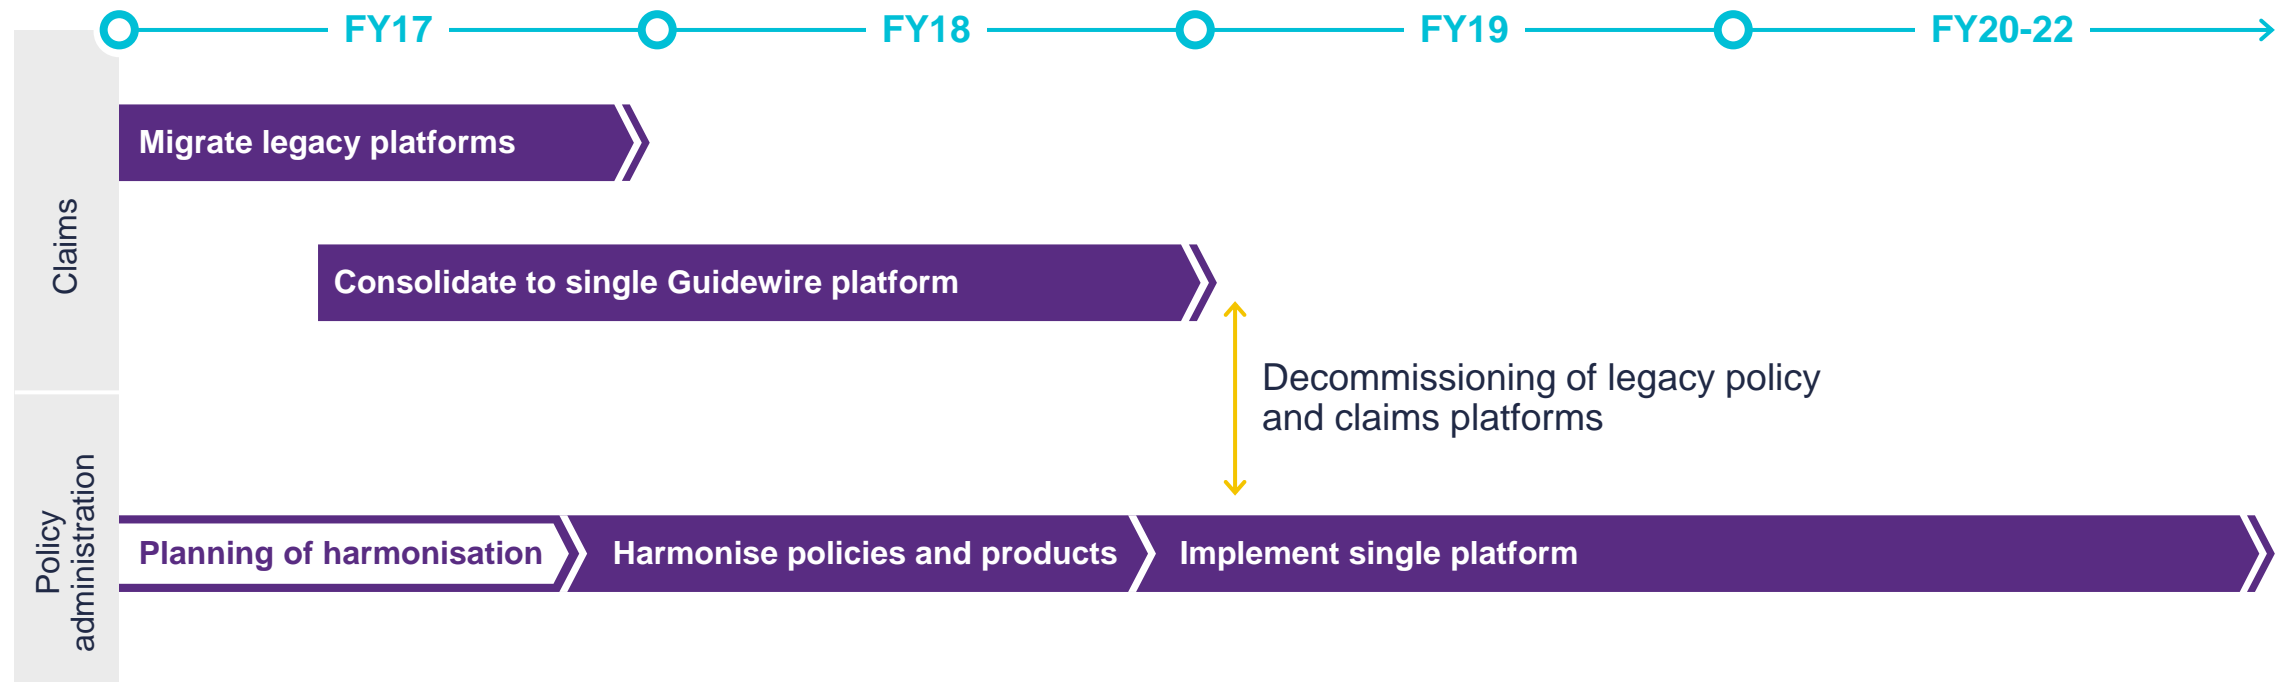 FY17
FY18
FY19
FY20-22
Claims
Migrate legacy platforms
Consolidate to single Guidewire platform
Decommissioning of legacy policy
and claims platforms
Policy
administration
Planning of harmonisation
Harmonise policies and products
Implement single platform